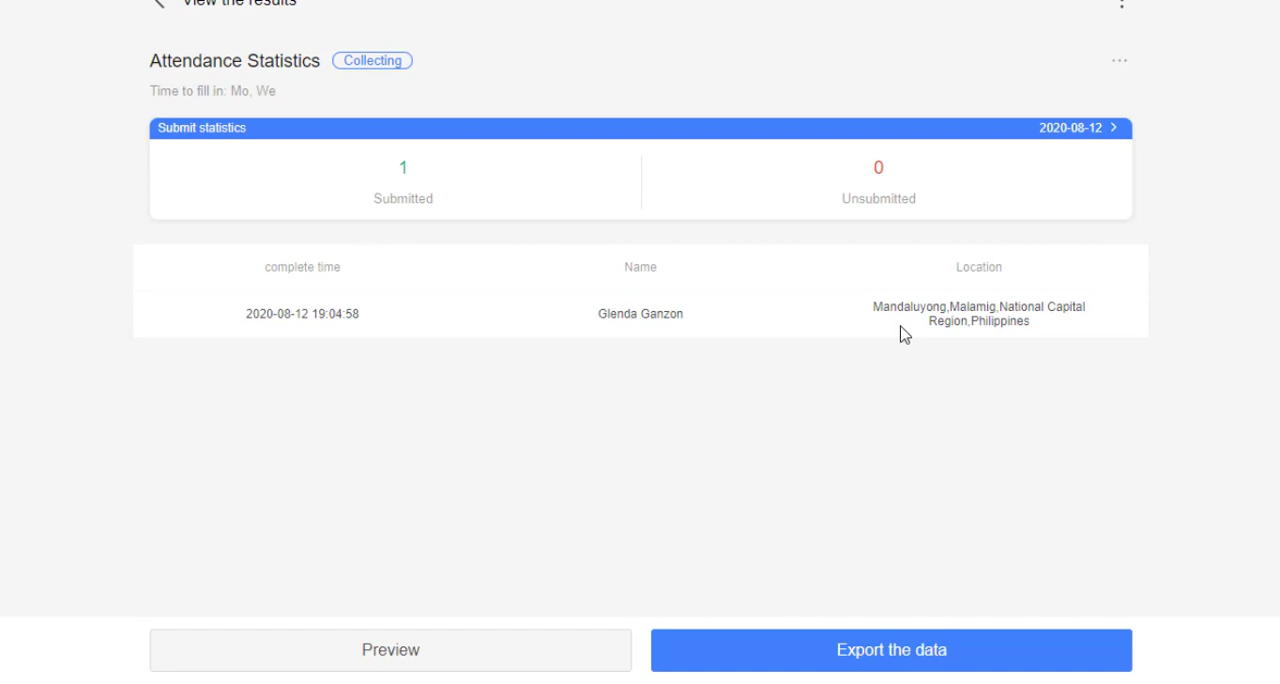 View the results
Attendance Statistics Collecting
Time to fill in: Mo, We
Submit statistics 2020-08-12
1 0
Submitted Unsubmitted
complete time Name Location
2020-08-12 19:04:58 Glenda Ganzon Mandaluyong,Malamig,National Capital
Region,Philippines
Preview Export the data